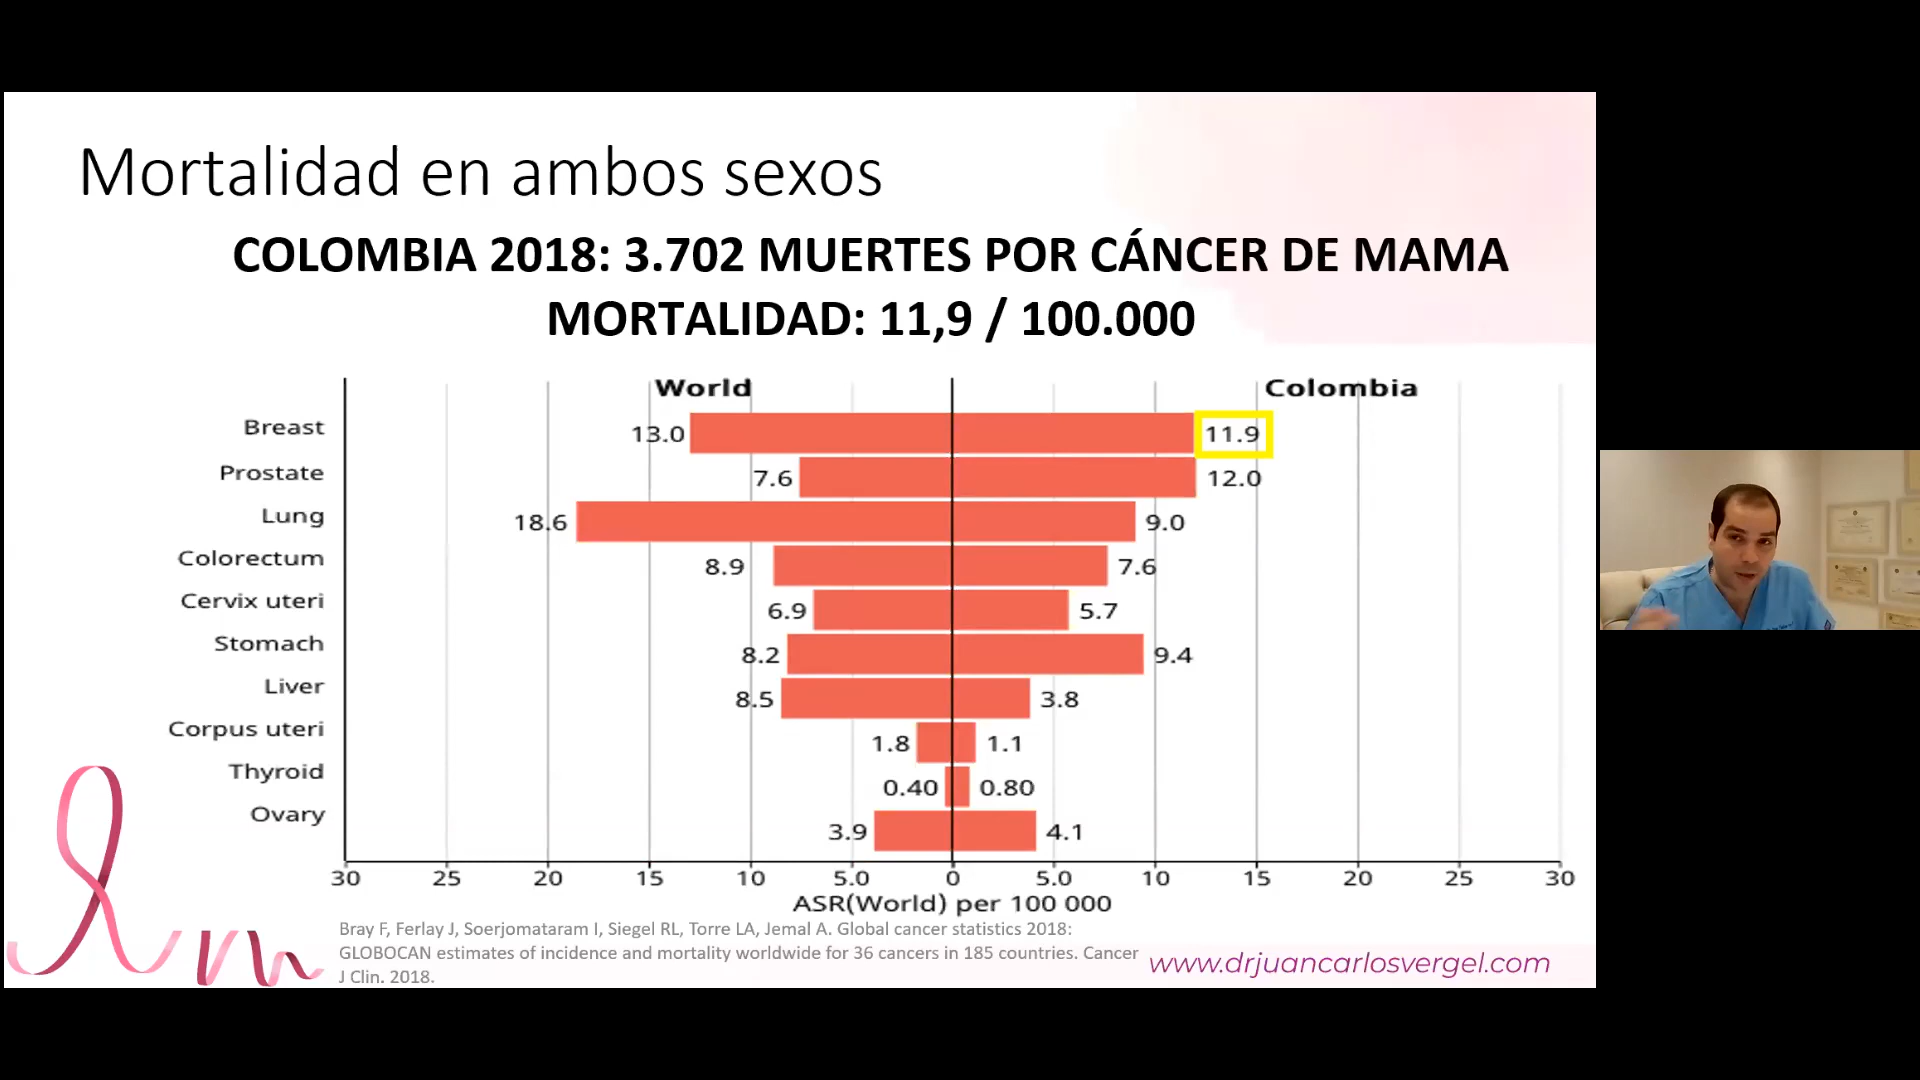 Mortalidad en ambos sexos
COLOMBIA 2018: 3.702 MUERTES POR CÁNCER DE MAMA
MORTALIDAD: 11,9 / 100.000
World Colombia
Breast 13.0 11.9
Prostate 7.6 12.0
Lung 18.6 9.0
Colorectum 8.9 7.6
Cervix uteri 6.9 5.7
Stomach 8.2 9.4
Liver 8.5 3.8
Corpus uteri 1.8 1.1
Thyroid 0.40 0.80
Ovary 3.9 4.1
30 25 20 15 10 5.0 0 5.0 10 15 20 25 30
ASR(World) per 100 000
Bray F, Ferlay J, Soerjomataram I, Siegel RL, Torre LA, Jemal A. Global cancer statistics 2018:
GLOBOCAN estimates of incidence and mortality worldwide for 36 cancers in 185 countries. Cancer
J Clin. 2018.
www.drjuancarlosvergel.com